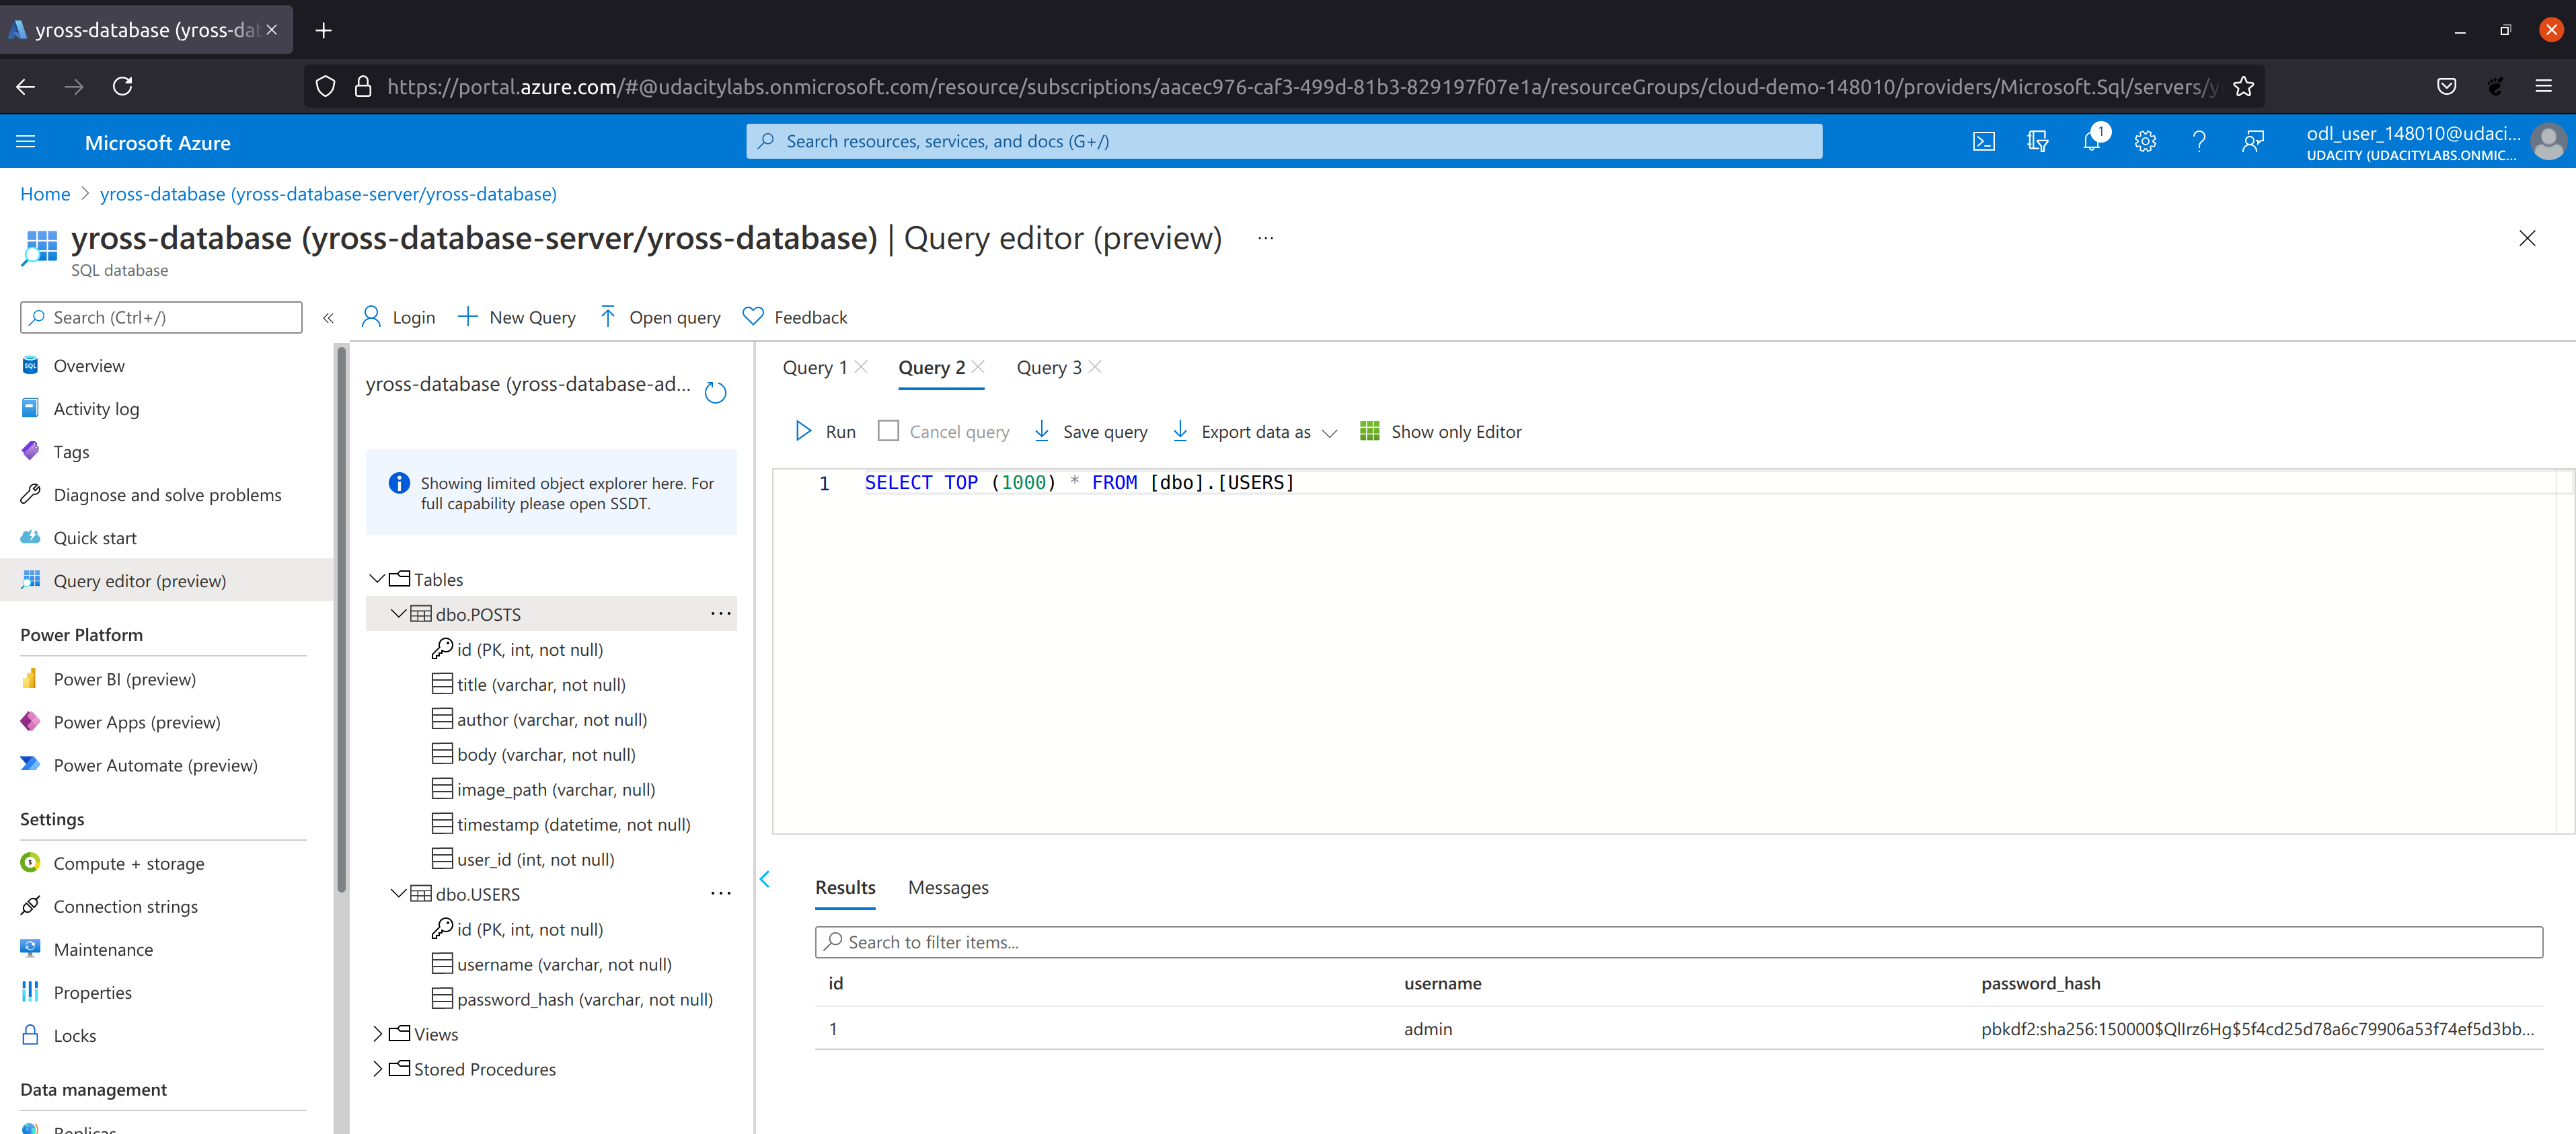 yross-database (yross-dat
https://portal.azure.com/#@udacitylabs.onmicrosoft.com/resource/subscriptions/aacec976-caf3-499d-81b3-829197f07e1a/resourceGroups/cloud-demo-148010/providers/Microsoft.Sql/servers/y
Microsoft Azure
Search resources, services, and docs (G+/)
1
odl_user_148010@udaci...
UDACITY (UDACITYLABS.ONMIC...
Home > yross-database (yross-database-server/yross-database)
yross-database (yross-database-server/yross-database) | Query editor (preview) ...
SQL database
Search (Ctrl+/)
«
Login
New Query
Open query
Feedback
Overview
Activity log
Tags
Diagnose and solve problems
Quick start
Query editor (preview)
Power Platform
Power BI (preview)
Power Apps (preview)
Power Automate (preview)
Settings
Compute + storage
Connection strings
Maintenance
Properties
Locks
Data management
Replicas
yross-database (yross-database-ad...
Showing limited object explorer here. For
full capability please open SSDT.
Tables
dbo.POSTS ...
id (PK, int, not null)
title (varchar, not null)
author (varchar, not null)
body (varchar, not null)
image_path (varchar, null)
timestamp (datetime, not null)
user_id (int, not null)
dbo.USERS ...
id (PK, int, not null)
username (varchar, not null)
password_hash (varchar, not null)
Views
Stored Procedures
Query 1
Query 2
Query 3
Run
Cancel query
Save query
Export data as
Show only Editor
1 SELECT TOP (1000) * FROM [dbo].[USERS]
Results
Messages
Search to filter items...
id username password_hash
1 admin pbkdf2:sha256:150000$QlIrz6Hg$5f4cd25d78a6c79906a53f74ef5d3bb...